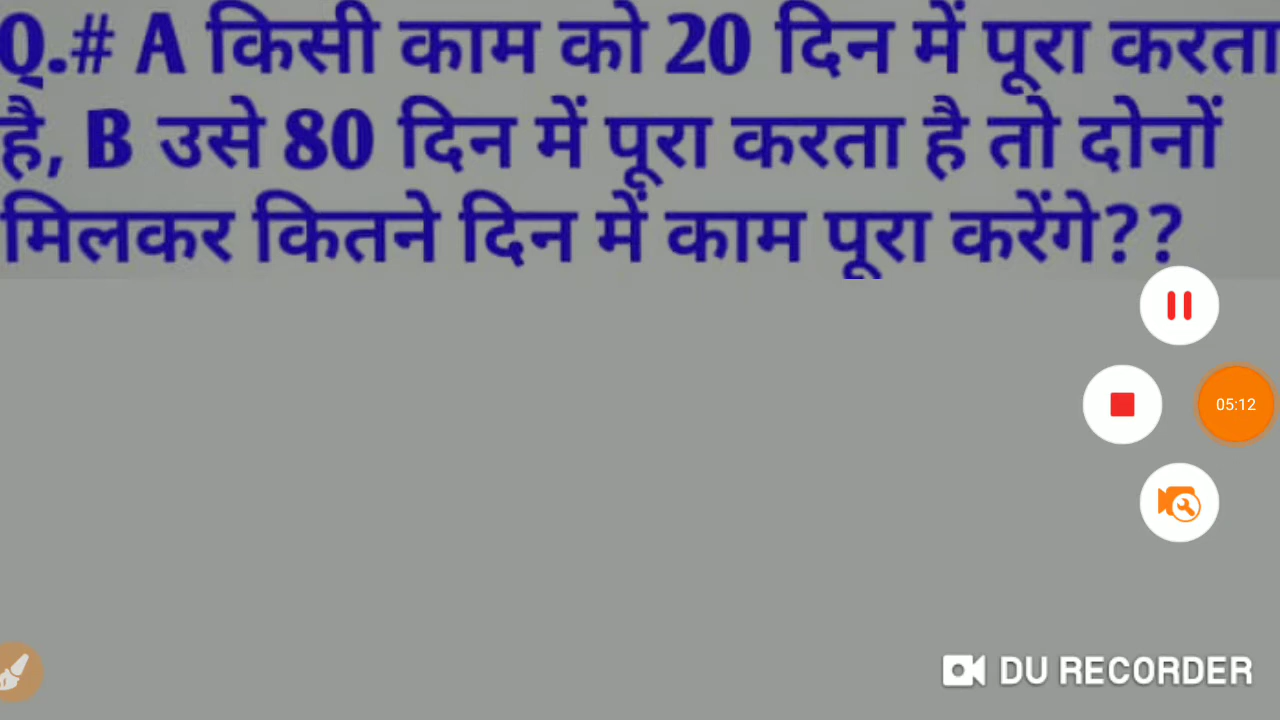 Q.# A किसी काम को 20 दिन में पूरा करता
है, B उसे 80 दिन में पूरा करता है तो दोनों
मिलकर कितने दिन में काम पूरा करेंगे??
05:12
DU RECORDER